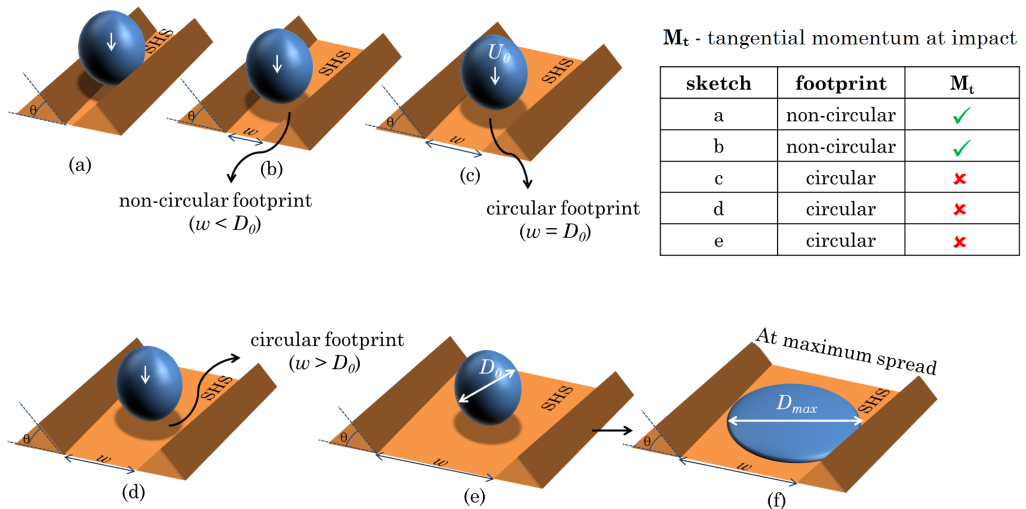 SHS
θ
(a)
SHS
θ
w
(b)
non-circular footprint
(w < D₀)
U₀
SHS
θ
w
(c)
circular footprint
(w = D₀)
Mₜ - tangential momentum at impact
sketch footprint Mₜ
a non-circular ✓
b non-circular ✓
c circular ✘
d circular ✘
e circular ✘
SHS
θ
w
(d)
circular footprint
(w > D₀)
D₀
SHS
θ
w
(e)
At maximum spread
SHS
Dₘₐₓ
θ
w
(f)